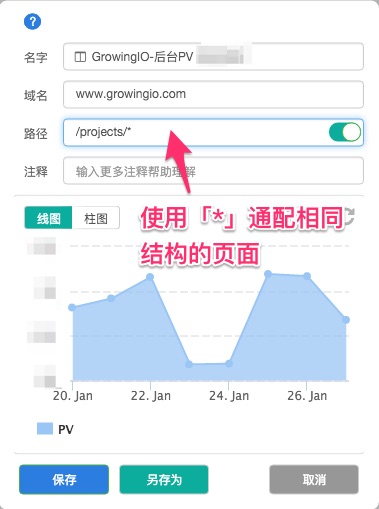 ?
名字 GrowingIO-后台PV
域名 www.growingio.com
路径 /projects/*
注释 输入更多注释帮助理解
线图 柱图
使用「*」通配相同
结构的页面
20. Jan 22. Jan 24. Jan 26. Jan
PV
保存 另存为 取消